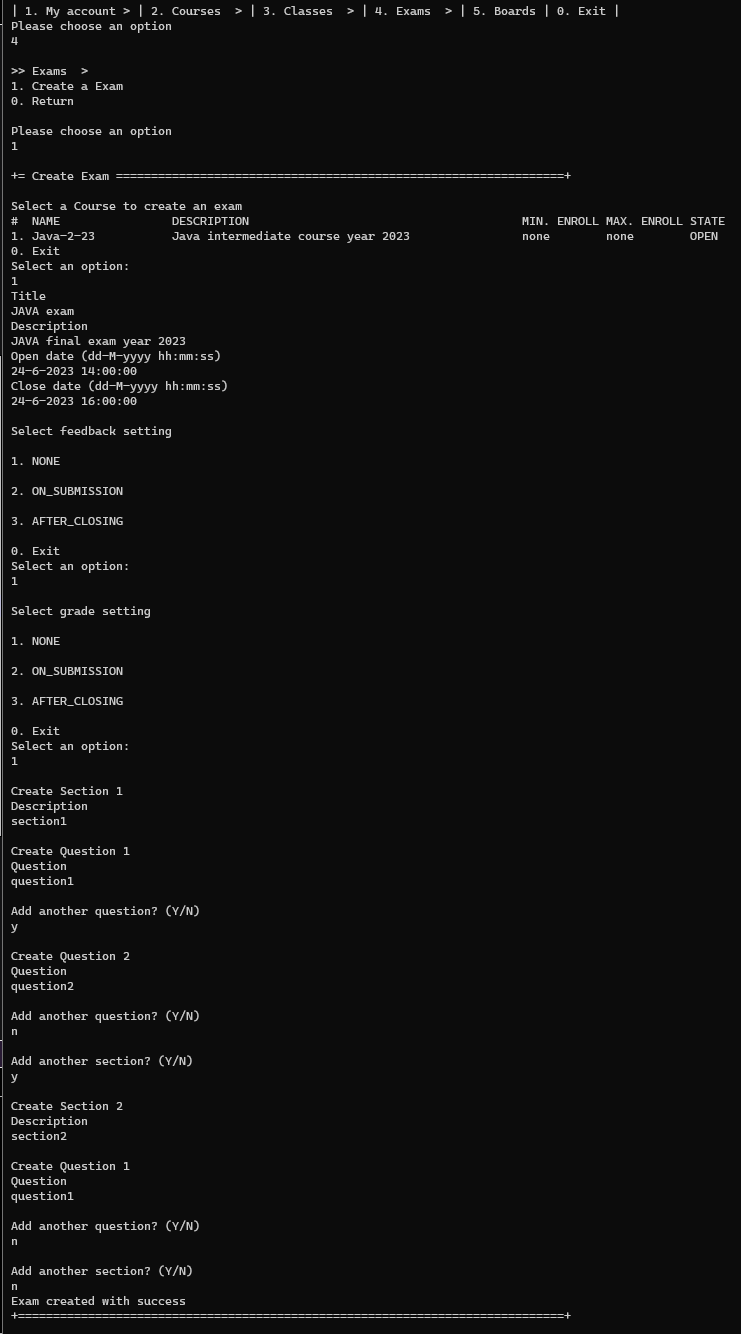 | 1. My account > | 2. Courses  > | 3. Classes  > | 4. Exams  > | 5. Boards | 0. Exit |
Please choose an option
4
>> Exams  >
1. Create a Exam
0. Return
Please choose an option
1
+= Create Exam ================================================================+
Select a Course to create an exam
#  NAME                DESCRIPTION                                       MIN. ENROLL MAX. ENROLL STATE
1. Java-2-23           Java intermediate course year 2023                none        none        OPEN
0. Exit
Select an option:
1
Title
JAVA exam
Description
JAVA final exam year 2023
Open date (dd-M-yyyy hh:mm:ss)
24-6-2023 14:00:00
Close date (dd-M-yyyy hh:mm:ss)
24-6-2023 16:00:00
Select feedback setting
1. NONE
2. ON_SUBMISSION
3. AFTER_CLOSING
0. Exit
Select an option:
1
Select grade setting
1. NONE
2. ON_SUBMISSION
3. AFTER_CLOSING
0. Exit
Select an option:
1
Create Section 1
Description
section1
Create Question 1
Question
question1
Add another question? (Y/N)
y
Create Question 2
Question
question2
Add another question? (Y/N)
n
Add another section? (Y/N)
y
Create Section 2
Description
section2
Create Question 1
Question
question1
Add another question? (Y/N)
n
Add another section? (Y/N)
n
Exam created with success
+==============================================================================+